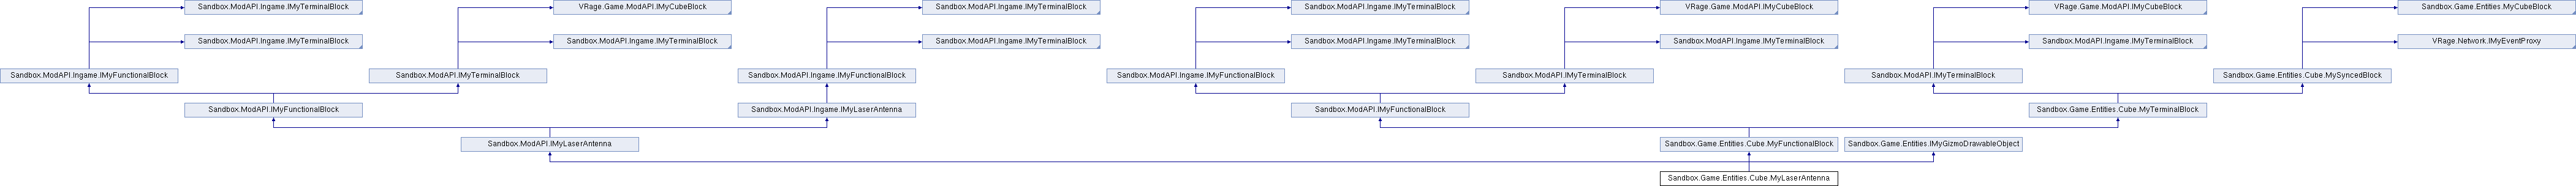 Sandbox.ModAPI.Ingame.IMyTerminalBlock
VRage.Game.ModAPI.IMyCubeBlock
Sandbox.ModAPI.Ingame.IMyTerminalBlock
Sandbox.ModAPI.Ingame.IMyTerminalBlock
VRage.Game.ModAPI.IMyCubeBlock
VRage.Game.ModAPI.IMyCubeBlock
Sandbox.Game.Entities.MyCubeBlock
Sandbox.ModAPI.Ingame.IMyTerminalBlock
Sandbox.ModAPI.Ingame.IMyTerminalBlock
Sandbox.ModAPI.Ingame.IMyTerminalBlock
Sandbox.ModAPI.Ingame.IMyTerminalBlock
Sandbox.ModAPI.Ingame.IMyTerminalBlock
Sandbox.ModAPI.Ingame.IMyTerminalBlock
VRage.Network.IMyEventProxy
Sandbox.ModAPI.Ingame.IMyFunctionalBlock
Sandbox.ModAPI.IMyTerminalBlock
Sandbox.ModAPI.Ingame.IMyFunctionalBlock
Sandbox.ModAPI.Ingame.IMyFunctionalBlock
Sandbox.ModAPI.IMyTerminalBlock
Sandbox.ModAPI.IMyTerminalBlock
Sandbox.Game.Entities.Cube.MySyncedBlock
Sandbox.ModAPI.IMyFunctionalBlock
Sandbox.ModAPI.Ingame.IMyLaserAntenna
Sandbox.ModAPI.IMyFunctionalBlock
Sandbox.Game.Entities.Cube.MyTerminalBlock
Sandbox.ModAPI.IMyLaserAntenna
Sandbox.Game.Entities.Cube.MyFunctionalBlock
Sandbox.Game.Entities.IMyGizmoDrawableObject
Sandbox.Game.Entities.Cube.MyLaserAntenna